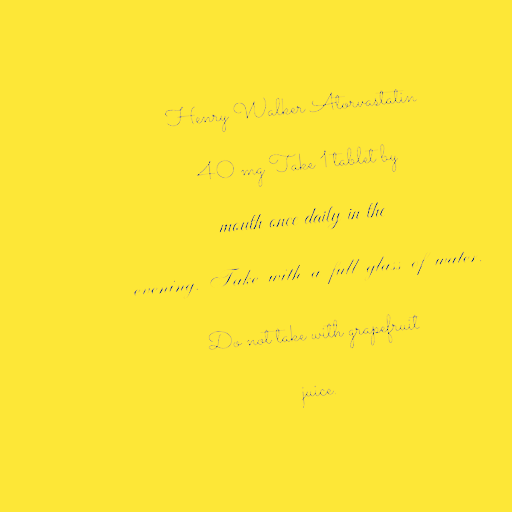 Henry Walker Atorvastatin
40 mg Take 1 tablet by
mouth once daily in the
evening. Take with a full glass of water.
Do not take with grapefruit
juice.